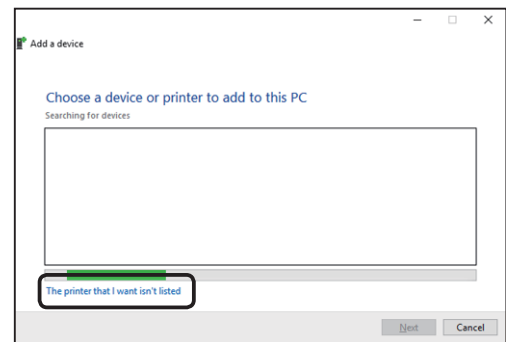 Add a device
Choose a device or printer to add to this PC
Searching for devices
The printer that I want isn't listed
Next
Cancel